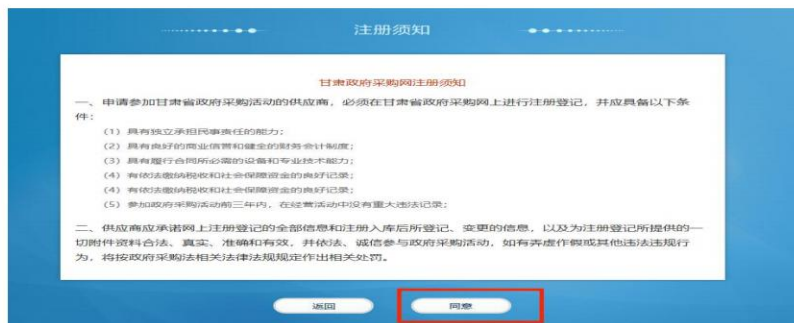 注册须知
甘肃政府采购网注册须知
一、申请参加甘肃省政府采购活动的供应商，必须在甘肃省政府采购网上进行注册登记，并应具备以下条
件：
（1）具有独立承担民事责任的能力；
（2）具有良好的商业信誉和健全的财务会计制度；
（3）具有履行合同所必需的设备和专业技术能力；
（4）有依法缴纳税收和社会保障资金的良好记录；
（4）有依法缴纳税收和社会保障资金的良好记录；
（5）参加政府采购活动前三年内，在经营活动中没有重大违法记录；
二、供应商应承诺网上注册登记的全部信息和注册入库后所登记、变更的信息，以及为注册登记所提供的一
切附件资料合法、真实、准确和有效，并依法、诚信参与政府采购活动，如有弄虚作假或其他违法违规行
为，将按政府采购法相关法律法规规定作出相关处罚。
返回
同意